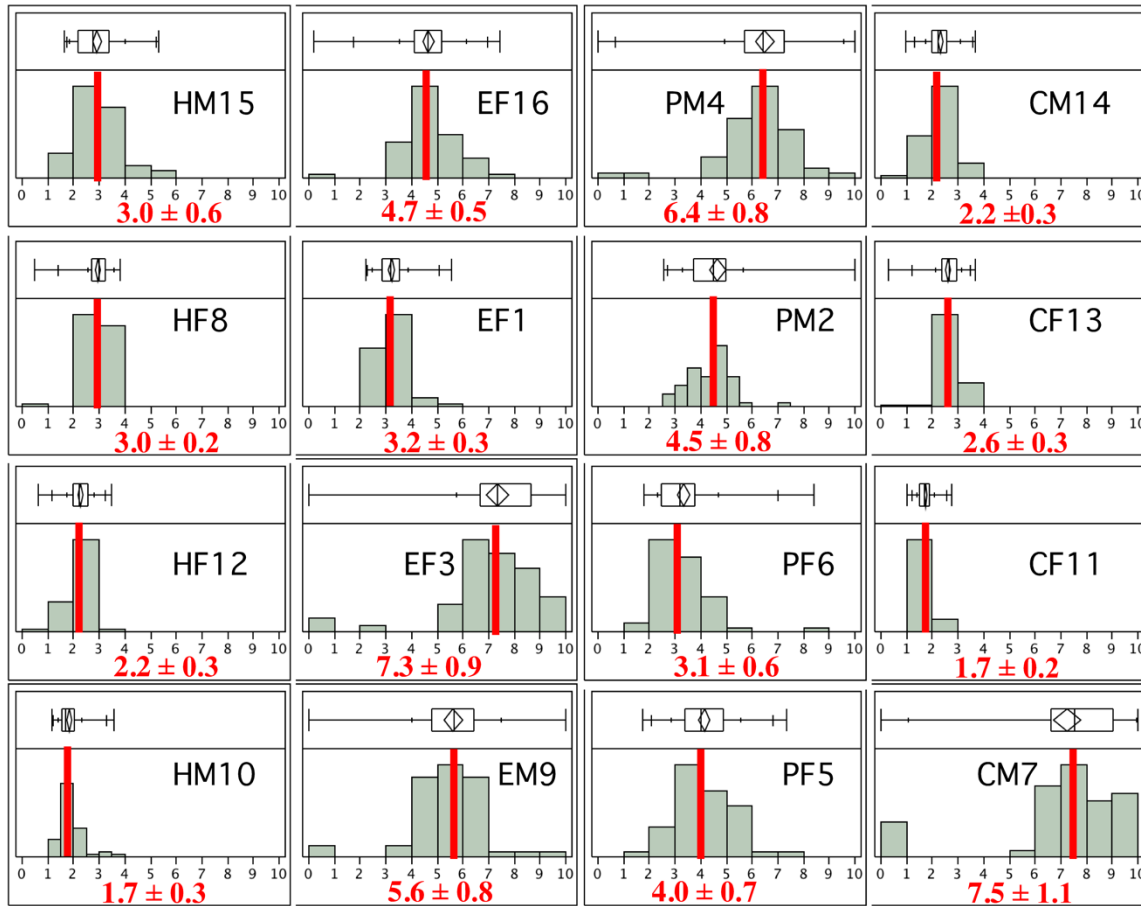 HM15 EF16 PM4 CM14
0 1 2 3 4 5 6 7 8 9 10 0 1 2 3 4 5 6 7 8 9 10 0 1 2 3 4 5 6 7 8 9 10 0 1 2 3 4 5 6 7 8 9 10
3.0 ± 0.6 4.7 ± 0.5 6.4 ± 0.8 2.2 ±0.3
HF8 EF1 PM2 CF13
0 1 2 3 4 5 6 7 8 9 10 0 1 2 3 4 5 6 7 8 9 10 0 1 2 3 4 5 6 7 8 9 10 0 1 2 3 4 5 6 7 8 9 10
3.0 ± 0.2 3.2 ± 0.3 4.5 ± 0.8 2.6 ± 0.3
HF12 EF3 PF6 CF11
0 1 2 3 4 5 6 7 8 9 10 0 1 2 3 4 5 6 7 8 9 10 0 1 2 3 4 5 6 7 8 9 10 0 1 2 3 4 5 6 7 8 9 10
2.2 ± 0.3 7.3 ± 0.9 3.1 ± 0.6 1.7 ± 0.2
HM10 EM9 PF5 CM7
0 1 2 3 4 5 6 7 8 9 10 0 1 2 3 4 5 6 7 8 9 10 0 1 2 3 4 5 6 7 8 9 10 0 1 2 3 4 5 6 7 8 9 10
1.7 ± 0.3 5.6 ± 0.8 4.0 ± 0.7 7.5 ± 1.1